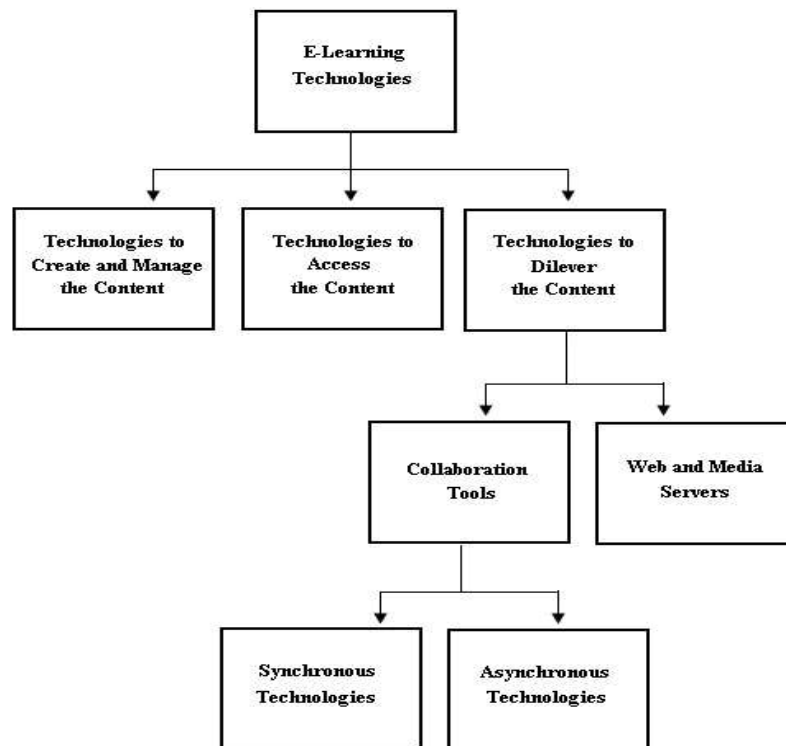 E-Learning
Technologies
Technologies to
Create and Manage
the Content
Technologies to
Access
the Content
Technologies to
Dilever
the Content
Collaboration
Tools
Web and Media
Servers
Synchronous
Technologies
Asynchronous
Technologies